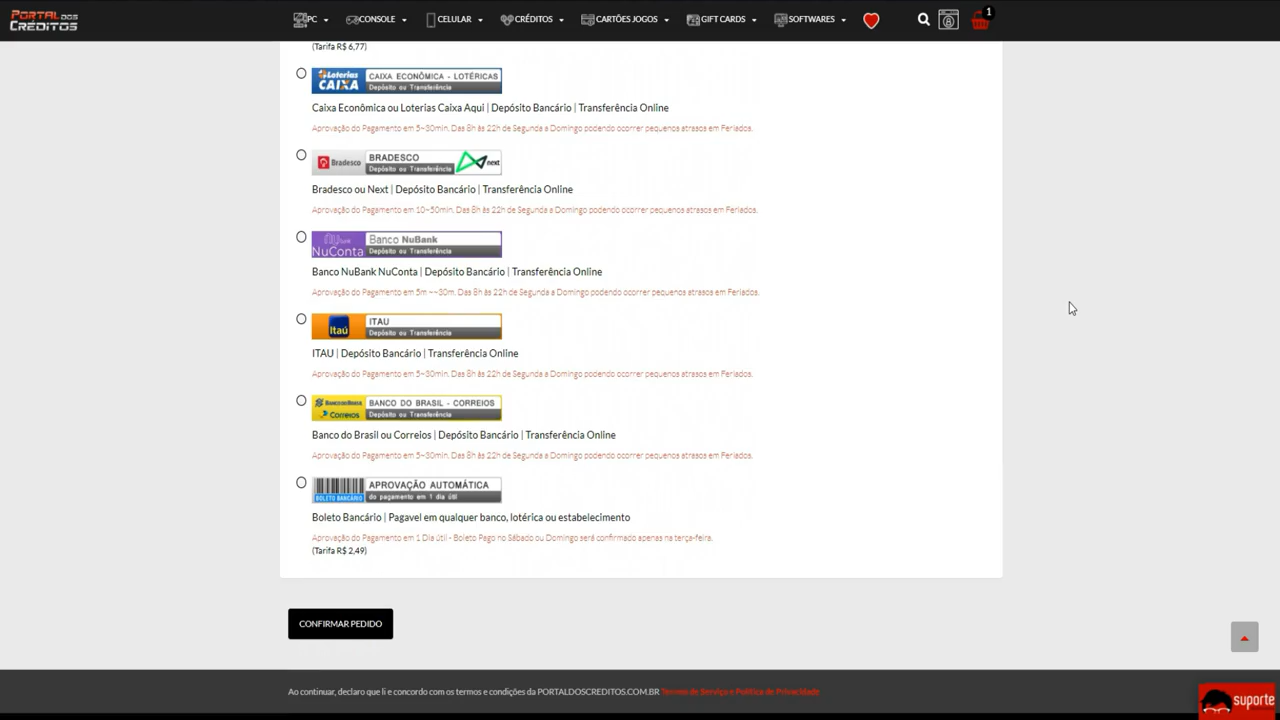 PORTAL DOS CRÉDITOS
PC
CONSOLE
CELULAR
CRÉDITOS
CARTÕES JOGOS
GIFT CARDS
SOFTWARES
1
(Tarifa R$ 6,77)
Loterias CAIXA
CAIXA ECONÔMICA - LOTÉRICAS
Depósito ou Transferência
Caixa Econômica ou Loterias Caixa Aqui | Depósito Bancário | Transferência Online
Aprovação do Pagamento em 5~30min. Das 8h às 22h de Segunda a Domingo podendo ocorrer pequenos atrasos em Feriados.
Bradesco
BRADESCO
Depósito ou Transferência
next
Bradesco ou Next | Depósito Bancário | Transferência Online
Aprovação do Pagamento em 10~50min. Das 8h às 22h de Segunda a Domingo podendo ocorrer pequenos atrasos em Feriados.
NuConta
Banco NuBank
Depósito ou Transferência
Banco NuBank NuConta | Depósito Bancário | Transferência Online
Aprovação do Pagamento em 5m ~~30m. Das 8h às 22h de Segunda a Domingo podendo ocorrer pequenos atrasos em Feriados.
Itaú
ITAU
Depósito ou Transferência
ITAU | Depósito Bancário | Transferência Online
Aprovação do Pagamento em 5~30min. Das 8h às 22h de Segunda a Domingo podendo ocorrer pequenos atrasos em Feriados.
BANCO DO BRASIL
Correios
BANCO DO BRASIL - CORREIOS
Depósito ou Transferência
Banco do Brasil ou Correios | Depósito Bancário | Transferência Online
Aprovação do Pagamento em 5~30min. Das 8h às 22h de Segunda a Domingo podendo ocorrer pequenos atrasos em Feriados.
BOLETO BANCÁRIO
APROVAÇÃO AUTOMÁTICA
do pagamento em 1 dia útil
Boleto Bancário | Pagavel em qualquer banco, lotérica ou estabelecimento
Aprovação do Pagamento em 1 Dia útil - Boleto Pago no Sábado ou Domingo será confirmado apenas na terça-feira.
(Tarifa R$ 2,49)
CONFIRMAR PEDIDO
Ao continuar, declaro que li e concordo com os termos e condições da PORTALDOSCREDITOS.COM.BR Termos de Serviço e Política de Privacidade
suporte